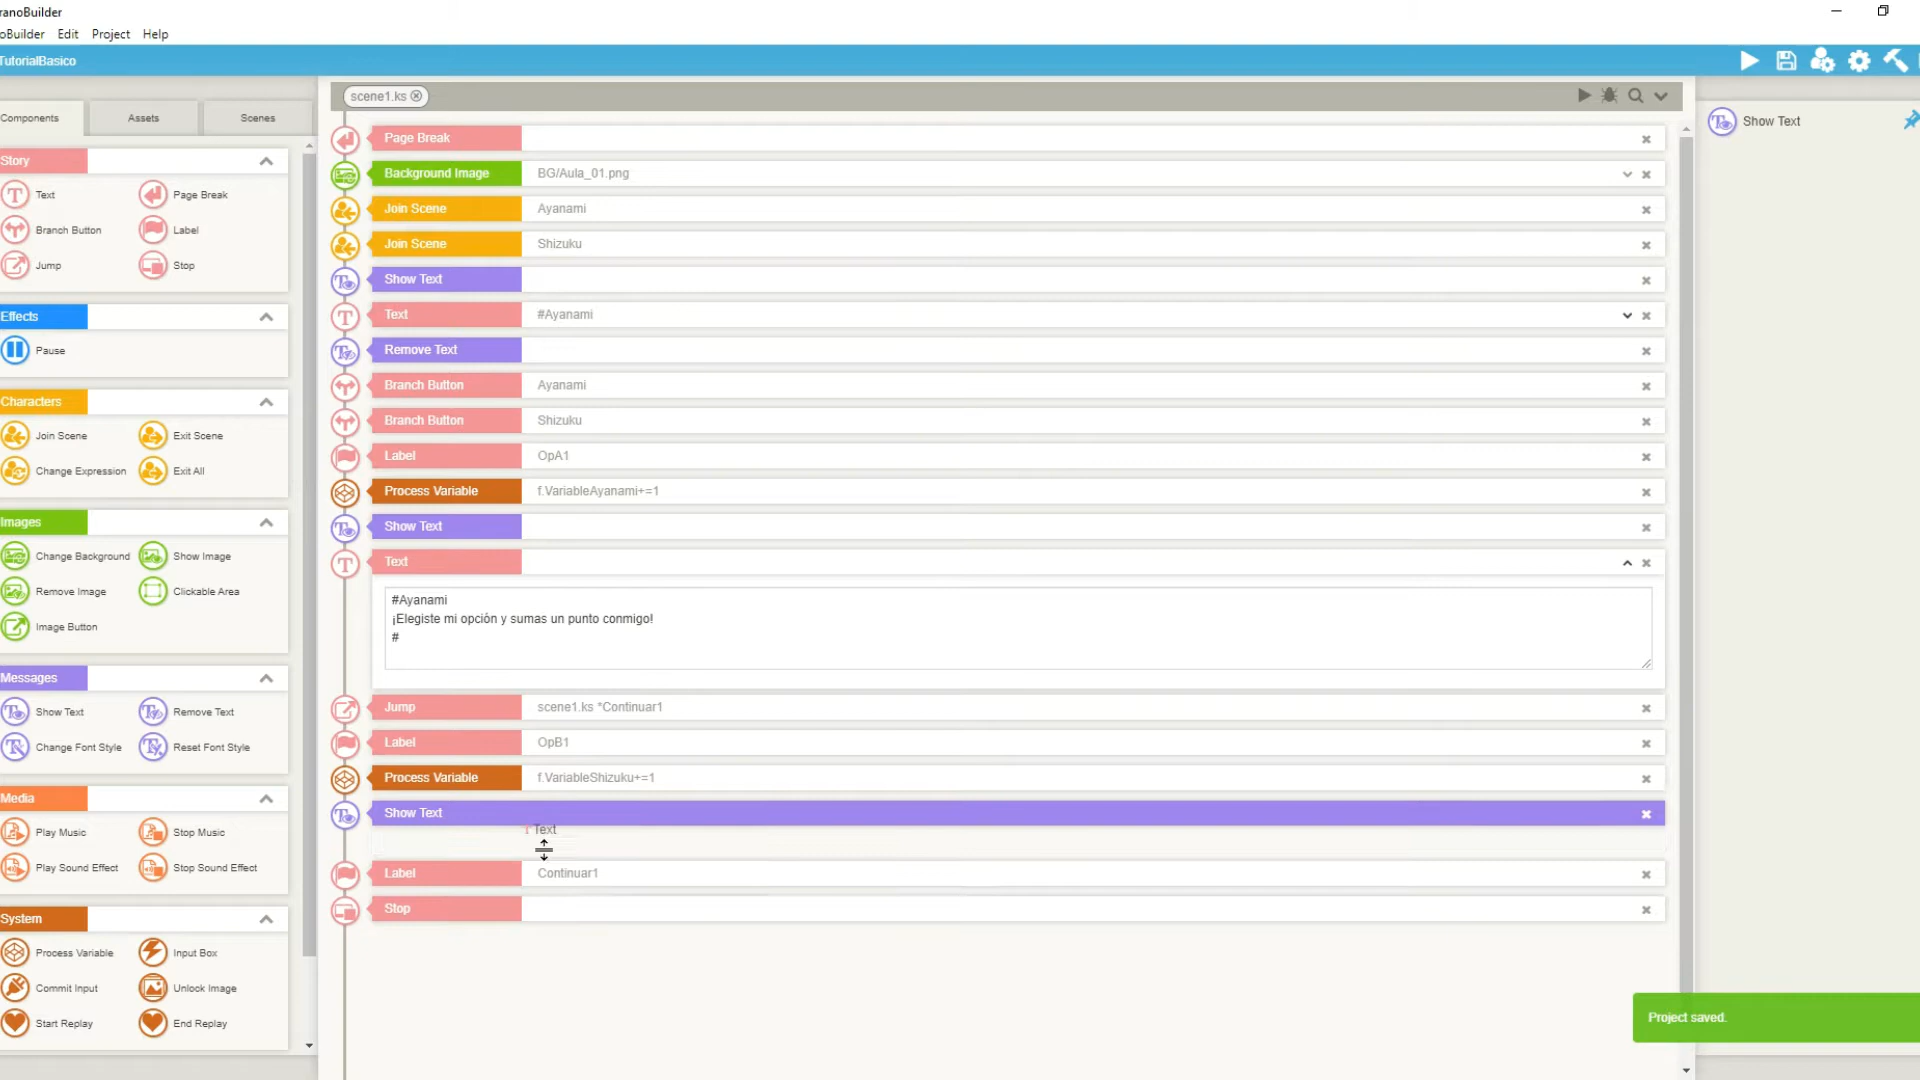 ranoBuilder
oBuilder Edit Project Help
TutorialBasico
Components Assets Scenes
Story
Text Page Break
Branch Button Label
Jump Stop
Effects
Pause
Characters
Join Scene Exit Scene
Change Expression Exit All
Images
Change Background Show Image
Remove Image Clickable Area
Image Button
Messages
Show Text Remove Text
Change Font Style Reset Font Style
Media
Play Music Stop Music
Play Sound Effect Stop Sound Effect
System
Process Variable Input Box
Commit Input Unlock Image
Start Replay End Replay
scene1.ks
Page Break
Background Image BG/Aula_01.png
Join Scene Ayanami
Join Scene Shizuku
Show Text
Text #Ayanami
Remove Text
Branch Button Ayanami
Branch Button Shizuku
Label OpA1
Process Variable f.VariableAyanami+=1
Show Text
Text
#Ayanami
¡Elegiste mi opción y sumas un punto conmigo!
#
Jump scene1.ks *Continuar1
Label OpB1
Process Variable f.VariableShizuku+=1
Show Text
Text
Label Continuar1
Stop
Show Text
Project saved.